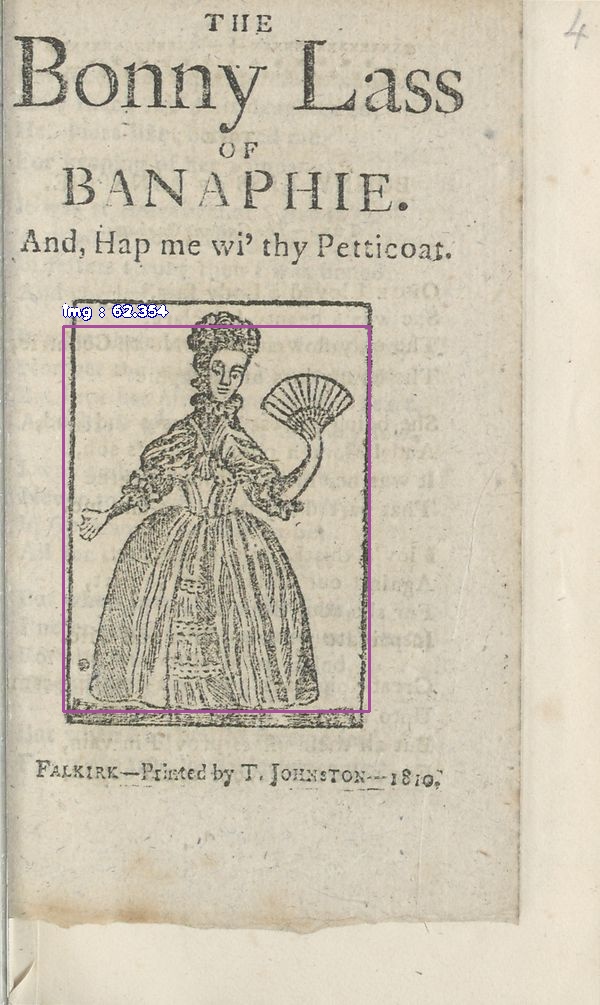 4
THE
Bonny Lass
OF
BANAPHIE.
And, Hap me wi' thy Petticoat.
img : 62.354
FALKIRK—Printed by T. JOHNSTON—1810.